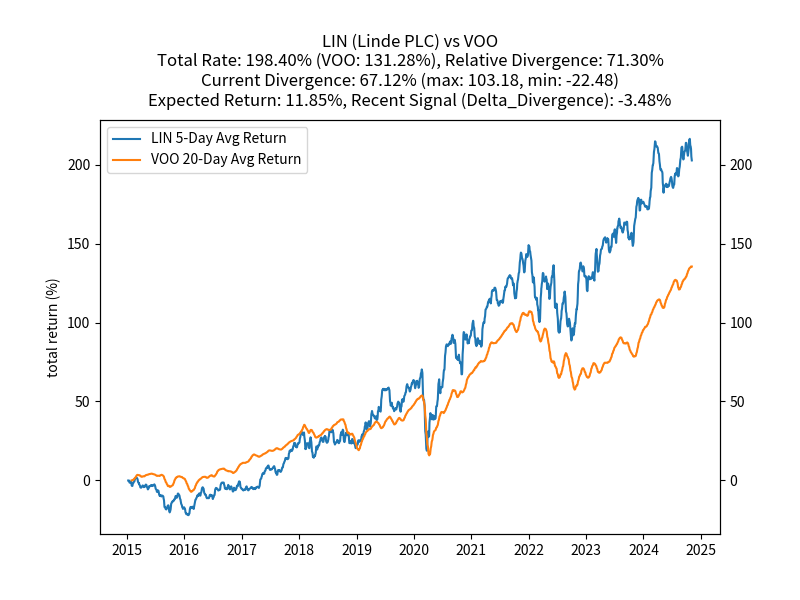 LIN (Linde PLC) vs VOO
Total Rate: 198.40% (VOO: 131.28%), Relative Divergence: 71.30%
Current Divergence: 67.12% (max: 103.18, min: -22.48)
Expected Return: 11.85%, Recent Signal (Delta_Divergence): -3.48%
LIN 5-Day Avg Return
VOO 20-Day Avg Return
total return (%)
200
150
100
50
0
200
150
100
50
0
2015 2016 2017 2018 2019 2020 2021 2022 2023 2024 2025